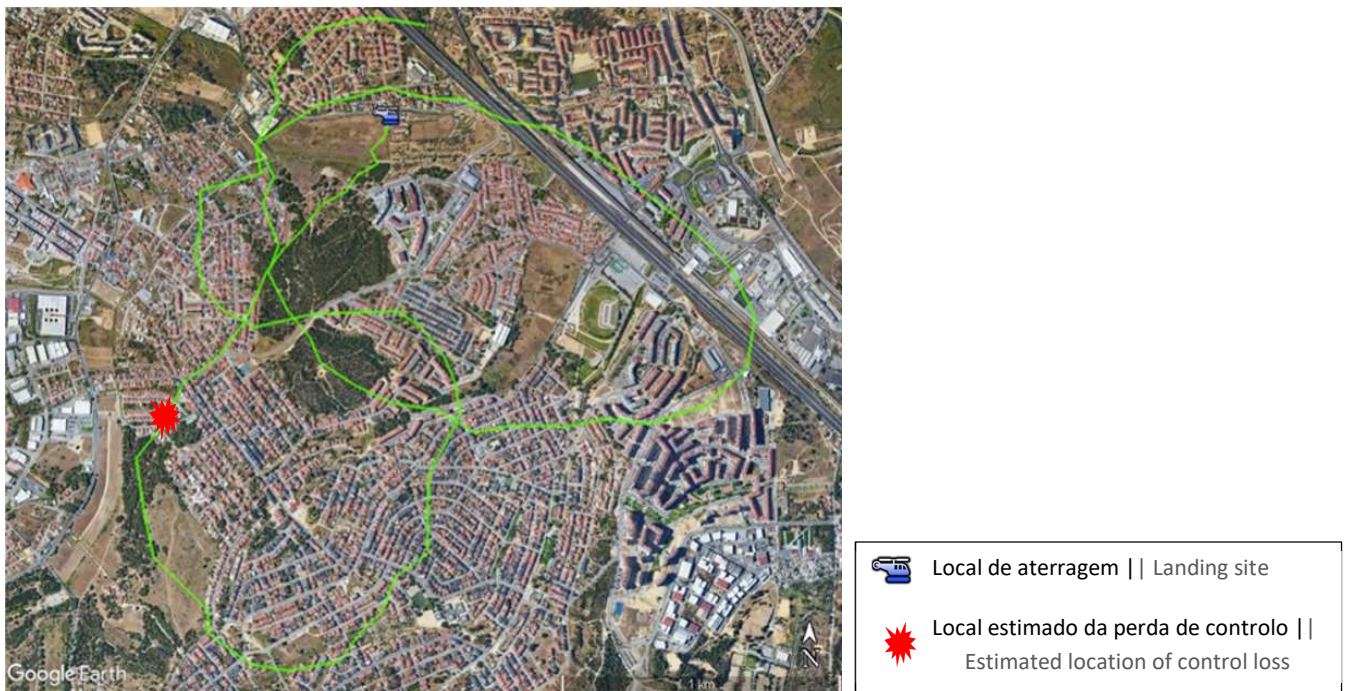 Google Earth
N
1.1 km
Local de aterragem || Landing site
Local estimado da perda de controlo ||
Estimated location of control loss